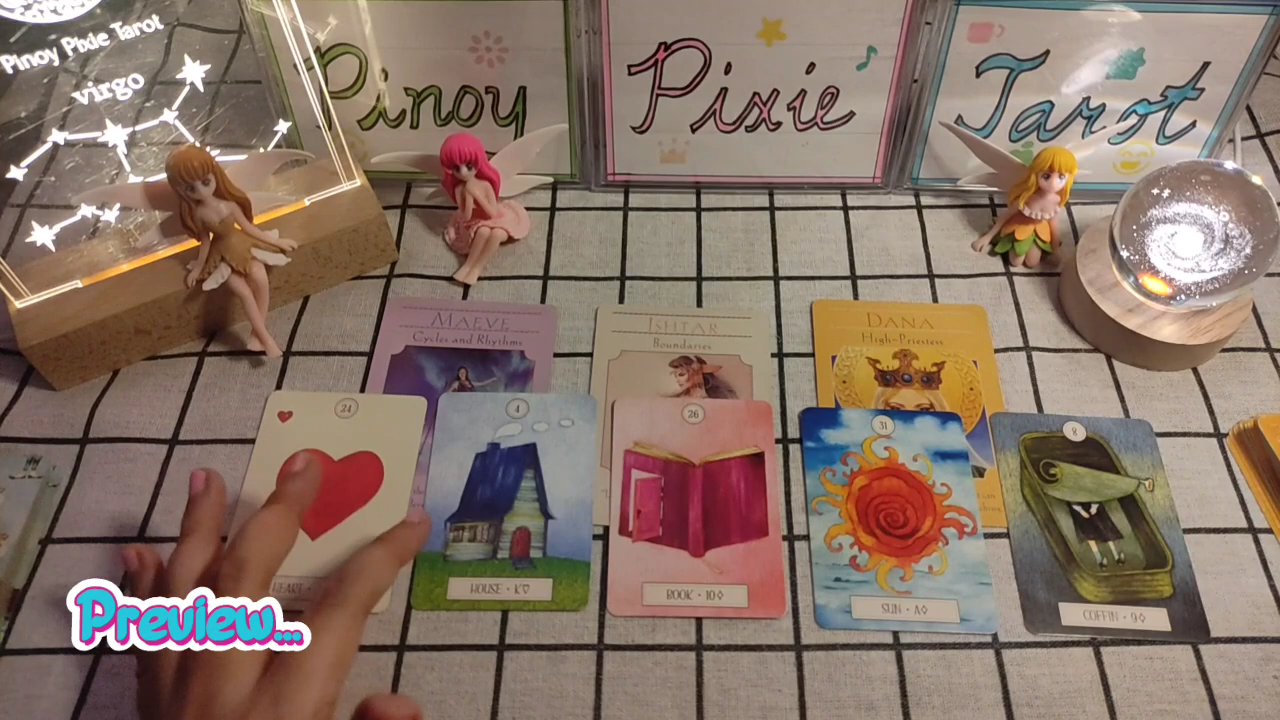 Pinoy Pixie Tarot
virgo
Pinoy
Pixie
Tarot
MAEVE
Cycles and Rhythms
ISHTAR
Boundaries
DANA
High-Priestess
24
HEART
4
HOUSE • K♡
26
BOOK • 10♢
31
SUN • A♢
8
COFFIN • 9♢
Preview...